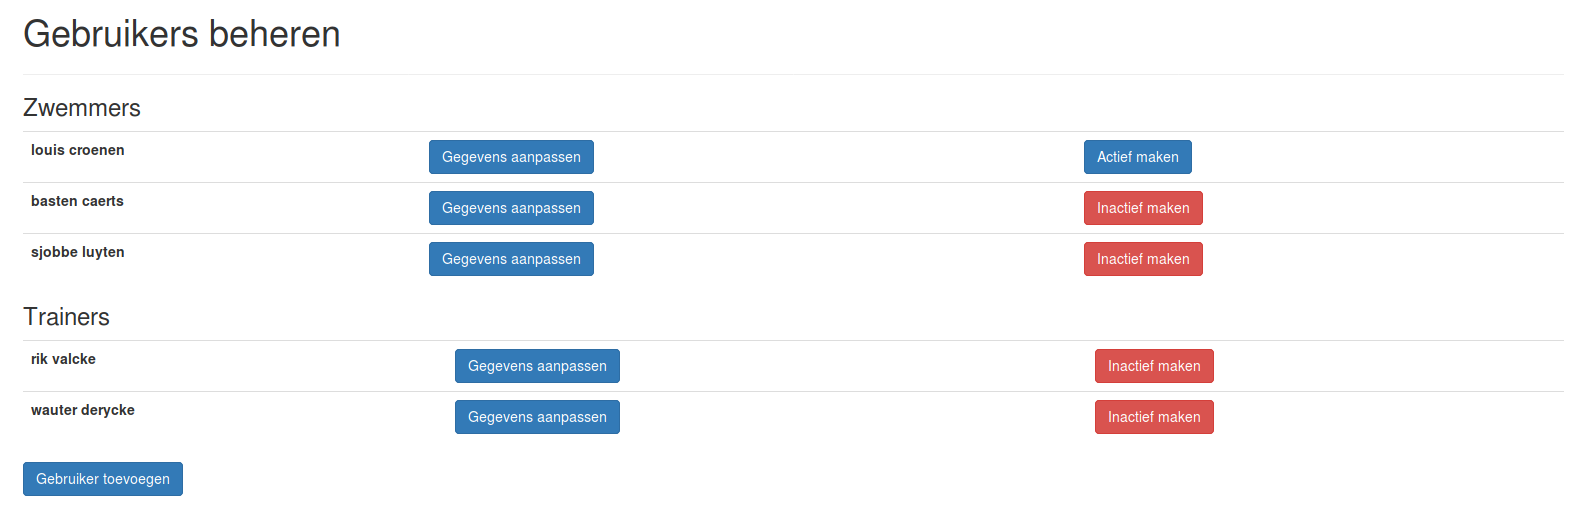 Gebruikers beheren
Zwemmers
louis croenen Gegevens aanpassen Actief maken
basten caerts Gegevens aanpassen Inactief maken
sjobbe luyten Gegevens aanpassen Inactief maken
Trainers
rik valcke Gegevens aanpassen Inactief maken
wauter derycke Gegevens aanpassen Inactief maken
Gebruiker toevoegen